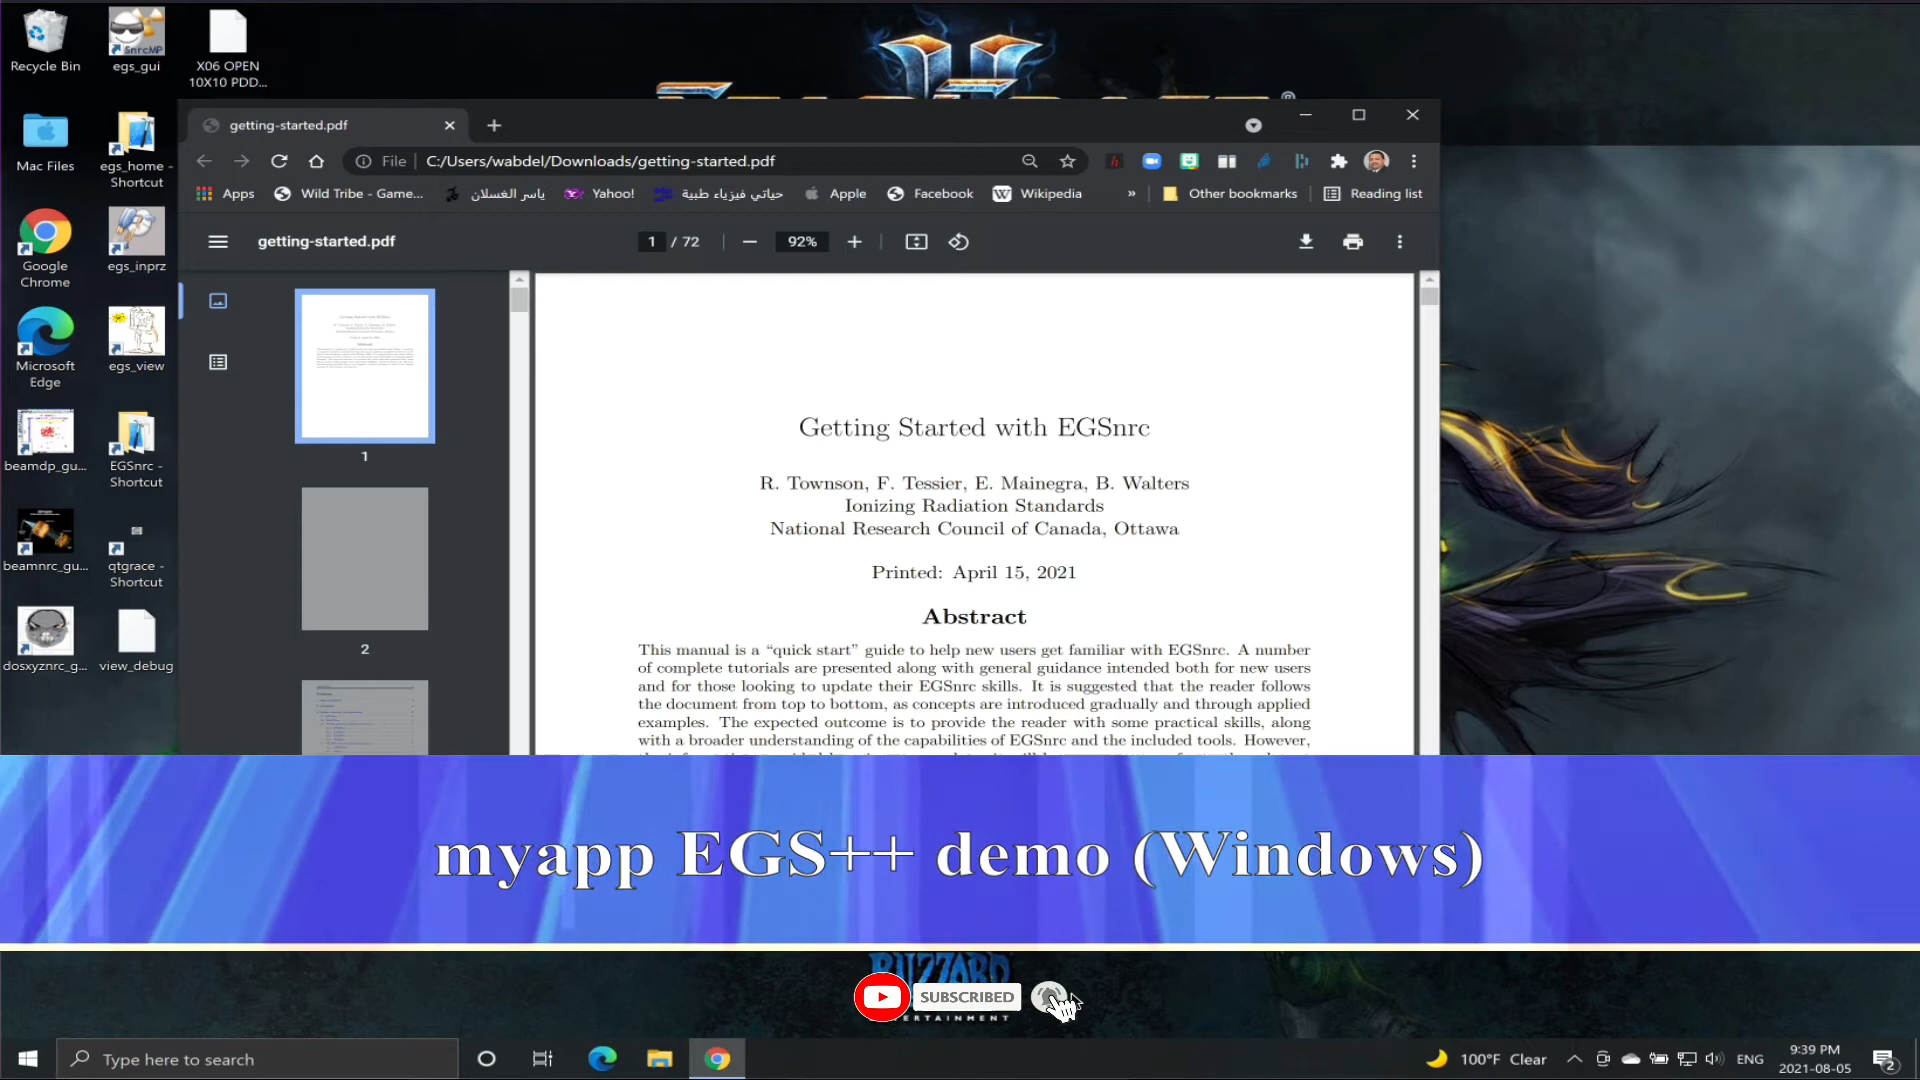 Recycle Bin
egs_gui
SnrcMP
X06 OPEN
10X10 PDD...
Mac Files
egs_home -
Shortcut
Google
Chrome
egs_inprz
Microsoft
Edge
egs_view
beamdp_gu...
EGSnrc -
Shortcut
beamnrc_gu...
qtgrace -
Shortcut
dosxyznrc_g...
view_debug
getting-started.pdf
File
C:/Users/wabdel/Downloads/getting-started.pdf
Apps
Wild Tribe - Game...
ياسر الغسلان
Yahoo!
حياتي فيزياء طبية
Apple
Facebook
Wikipedia
»
Other bookmarks
Reading list
getting-started.pdf
1 / 72
92%
1
2
Getting Started with EGSnrc
R. Townson, F. Tessier, E. Mainegra, B. Walters
Ionizing Radiation Standards
National Research Council of Canada, Ottawa
Printed: April 15, 2021
Abstract
This manual is a “quick start” guide to help new users get familiar with EGSnrc. A number
of complete tutorials are presented along with general guidance intended both for new users
and for those looking to update their EGSnrc skills. It is suggested that the reader follows
the document from top to bottom, as concepts are introduced gradually and through applied
examples. The expected outcome is to provide the reader with some practical skills, along
with a broader understanding of the capabilities of EGSnrc and the included tools. However,
myapp EGS++ demo (Windows)
SUBSCRIBED
Type here to search
100°F Clear
ENG
9:39 PM
2021-08-05
2